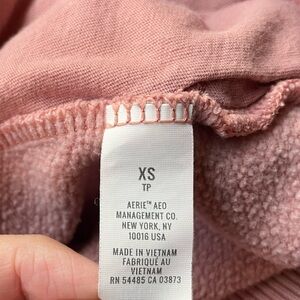 XS
TP
AERIE™ AEO
MANAGEMENT CO.
NEW YORK, NY
10016 USA
MADE IN VIETNAM
FABRIQUÉ AU
VIETNAM
RN 54485 CA 03873